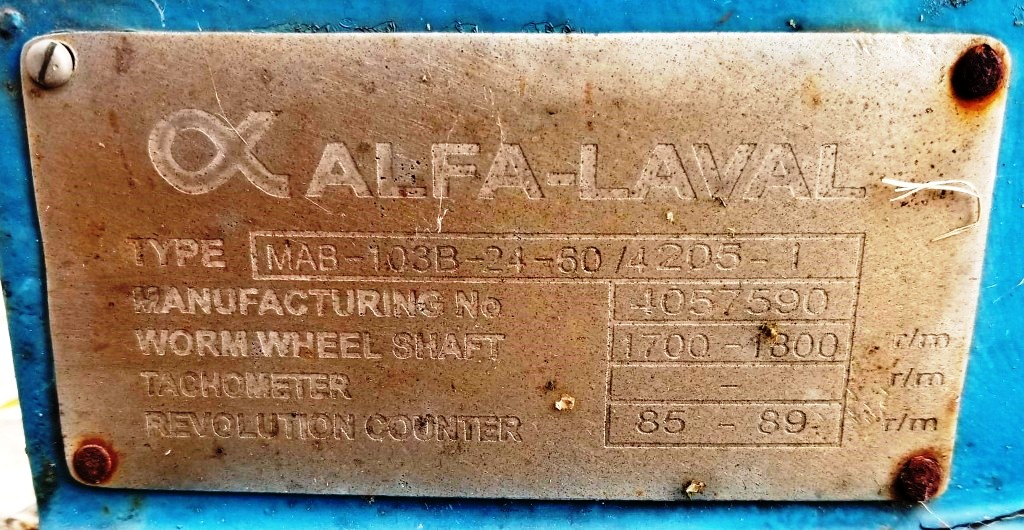 ALFA-LAVAL
TYPE MAB-103B-24-60/4205-1
MANUFACTURING No 4057590
WORM WHEEL SHAFT 1700-1800 r/m
TACHOMETER - r/m
REVOLUTION COUNTER 85 - 89 r/m